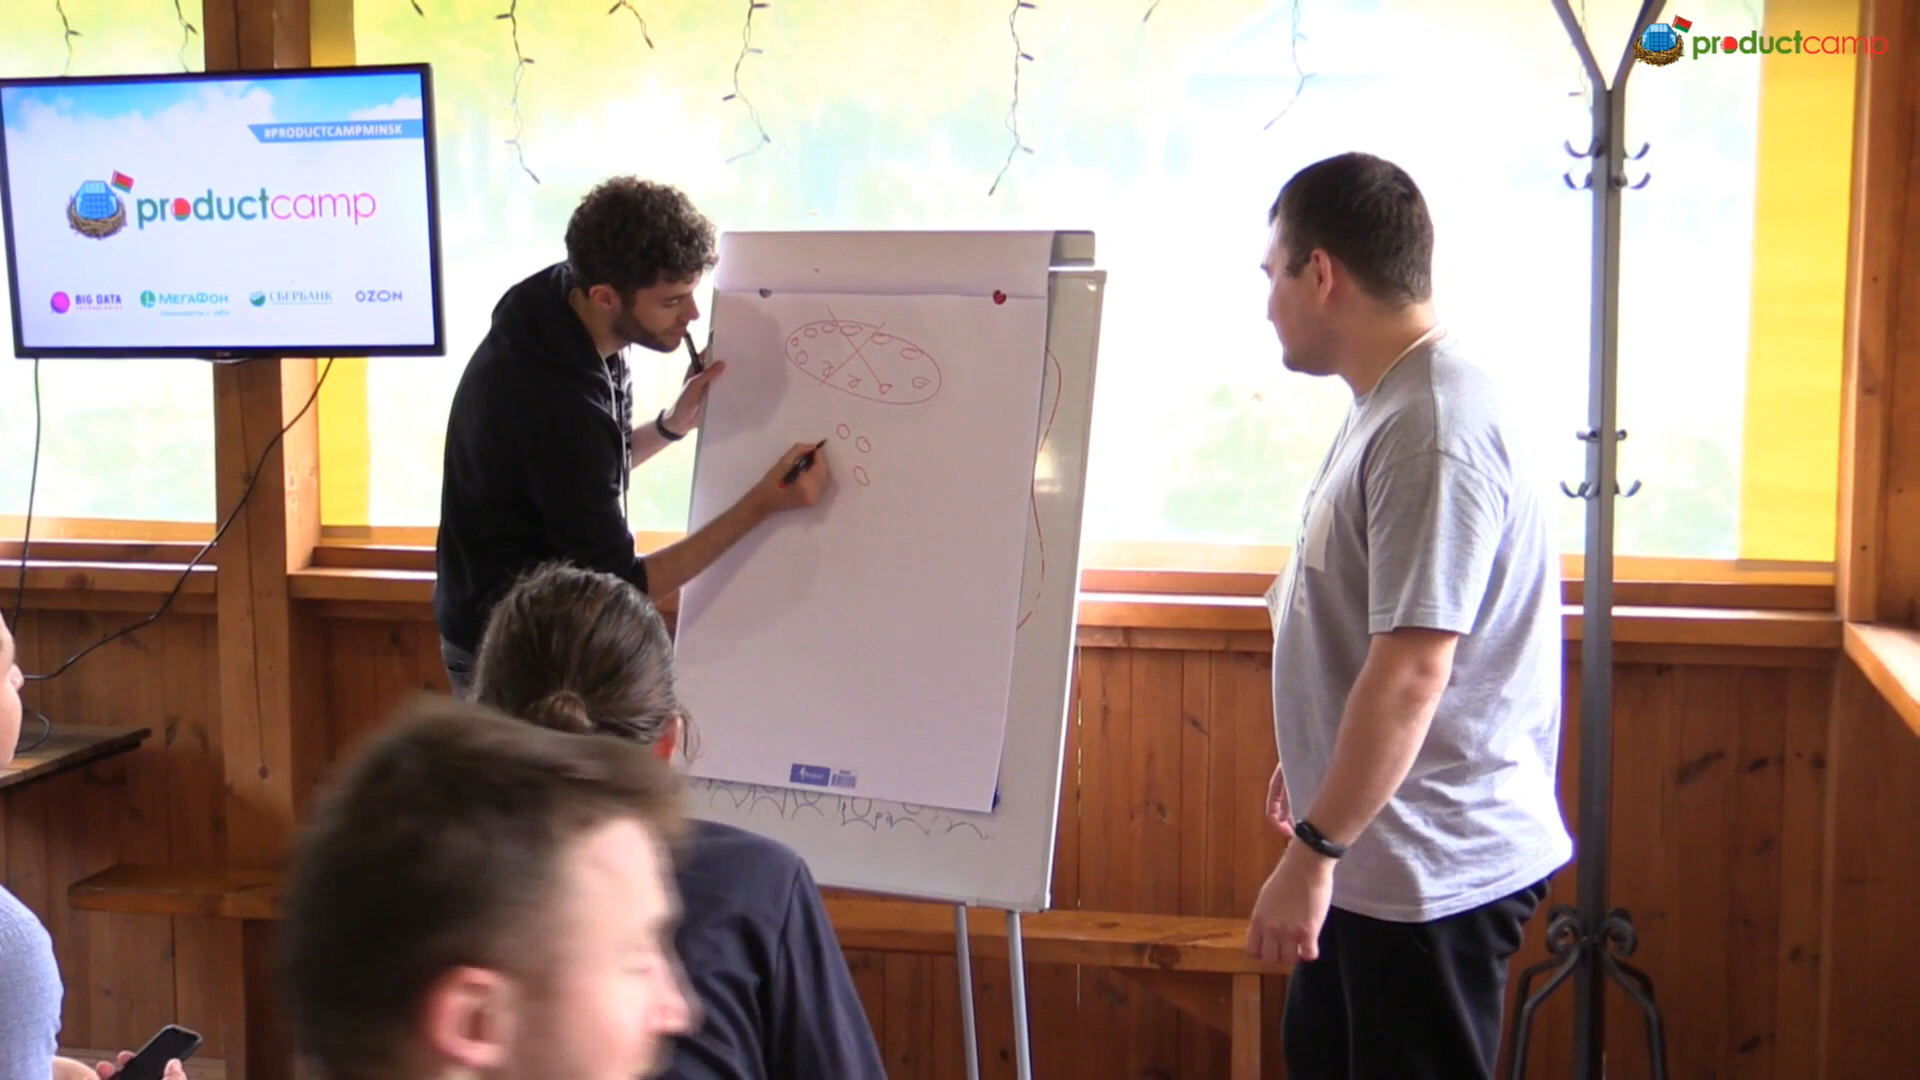 productcamp
#PRODUCTCAMPMINSK
productcamp
BIG DATA
МЕГАФОН
СБЕРБАНК
OZON